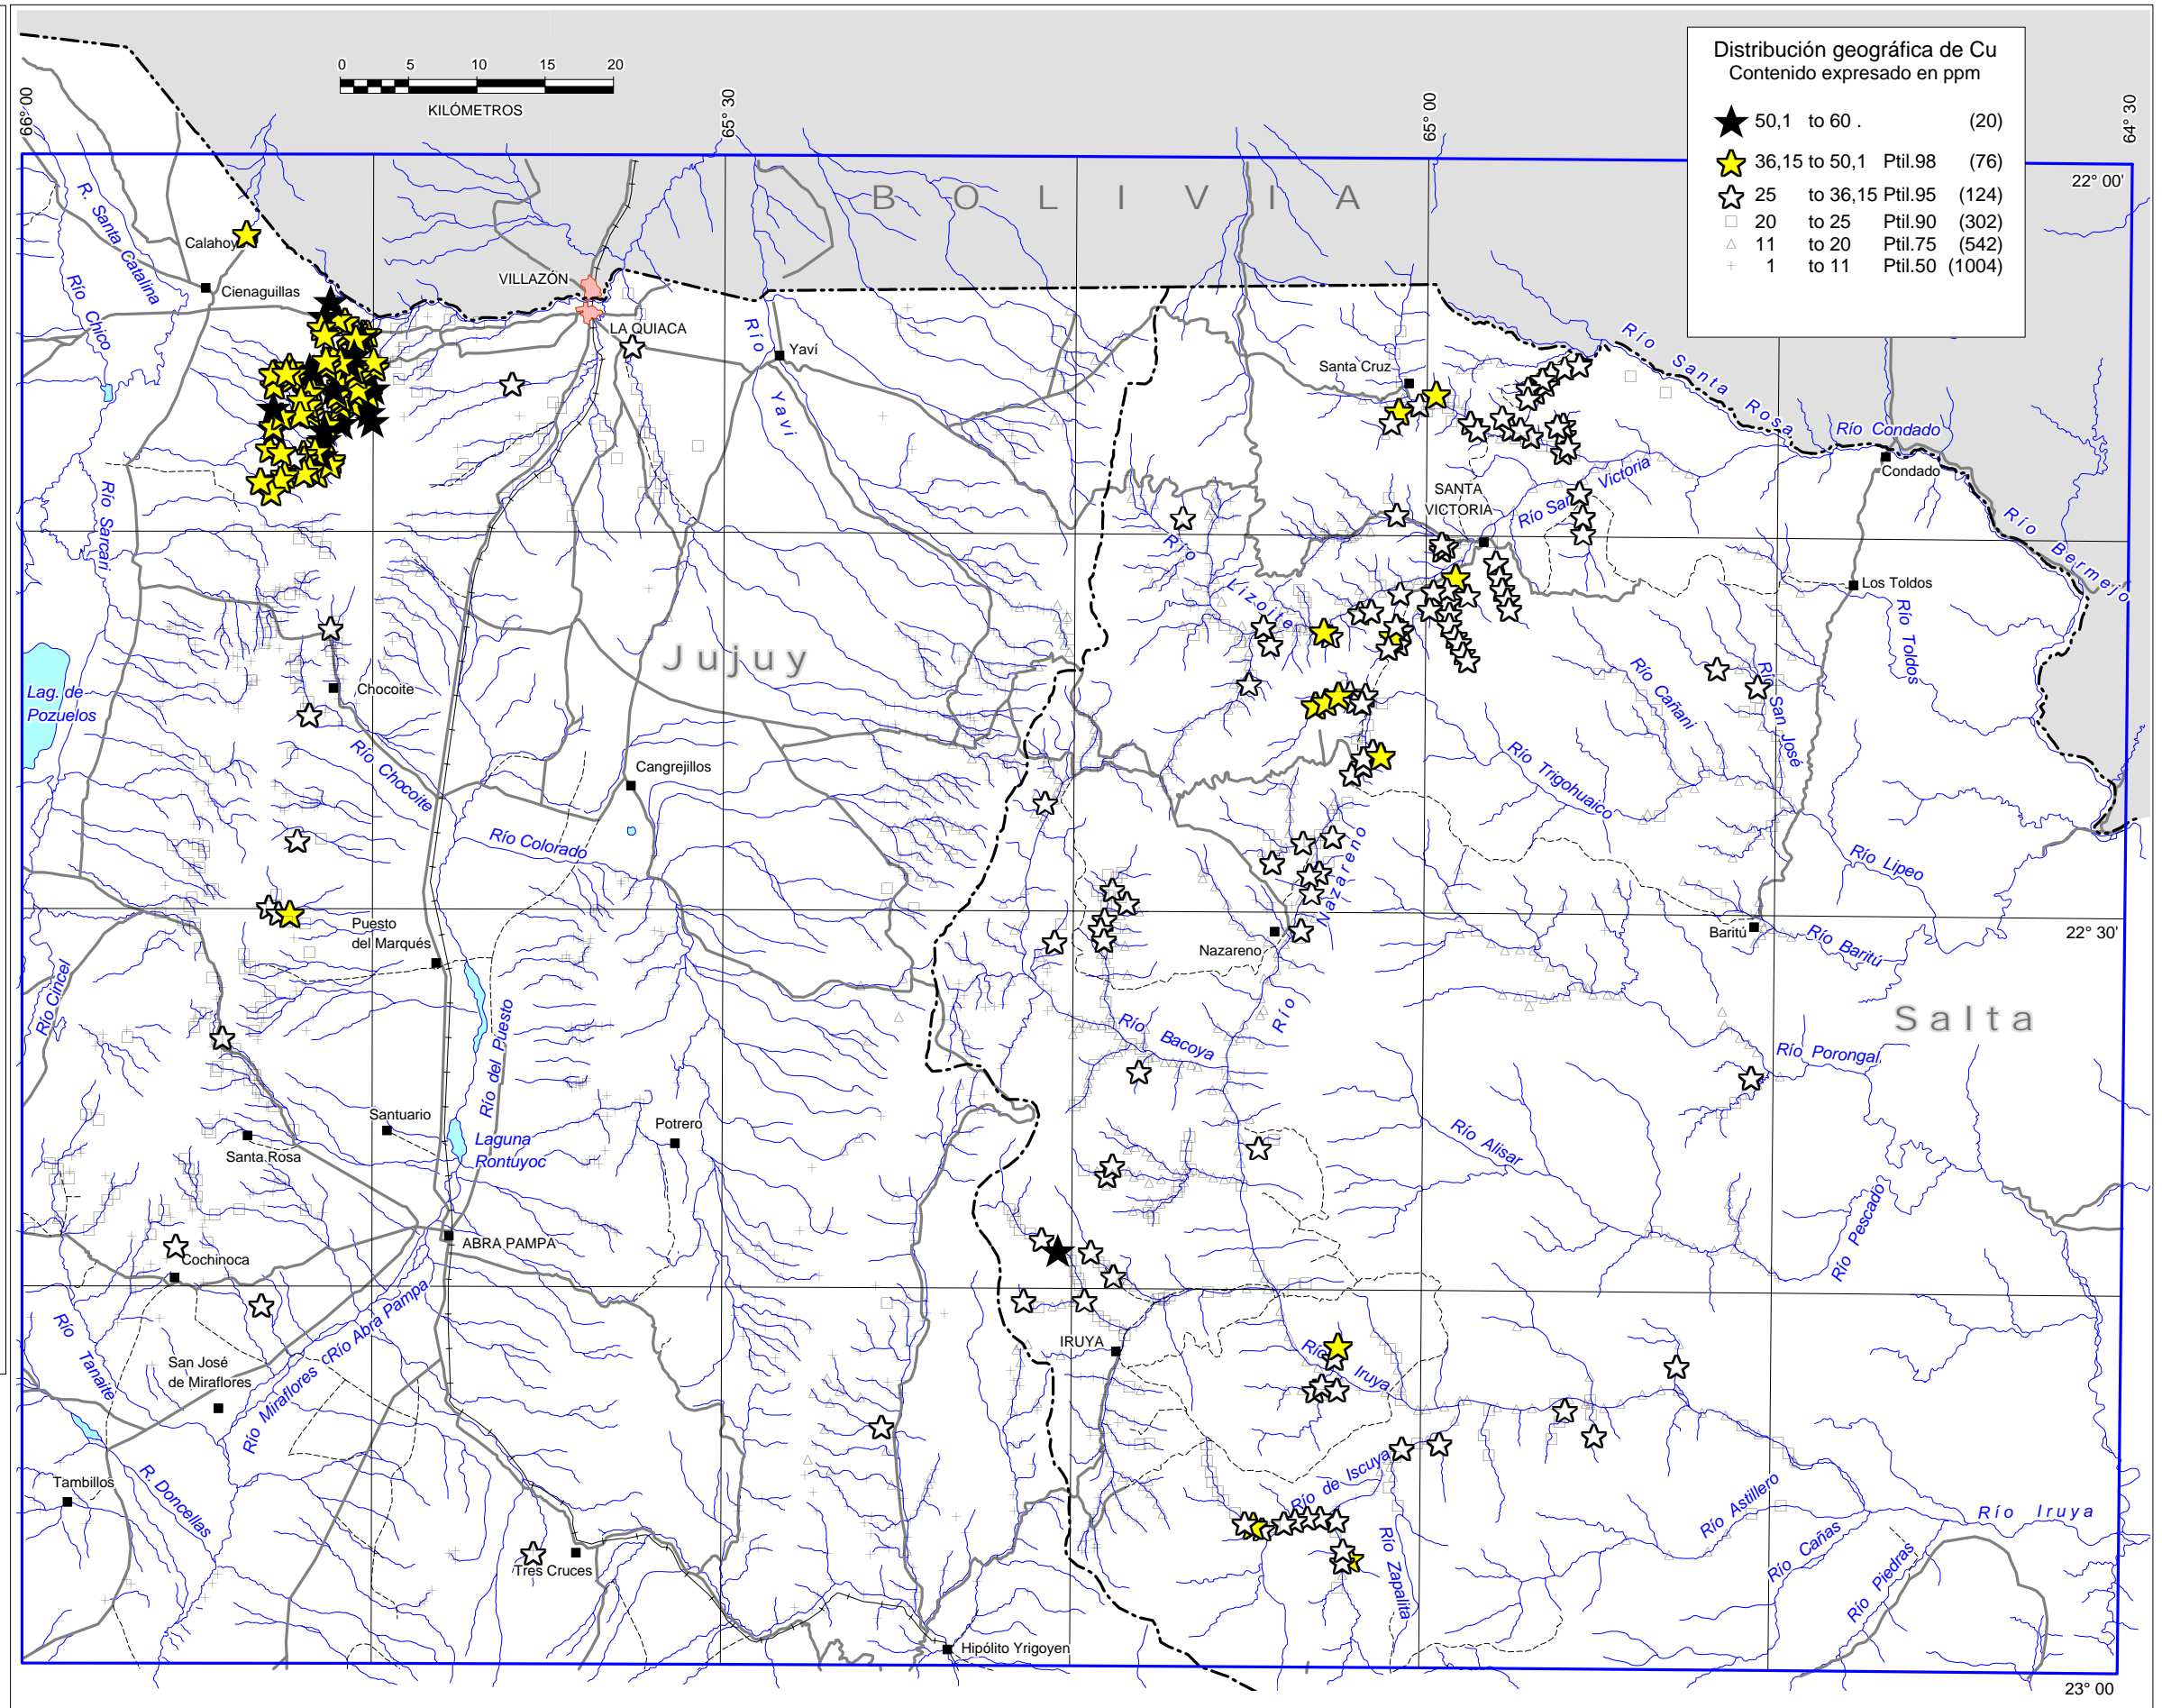 Distribución geográfica de Cu
Contenido expresado en ppm
50,1 to 60 . (20)
36,15 to 50,1 Ptil.98 (76)
25 to 36,15 Ptil.95 (124)
20 to 25 Ptil.90 (302)
11 to 20 Ptil.75 (542)
1 to 11 Ptil.50 (1004)
0 5 10 15 20
KILÓMETROS
66° 00
65° 30
65° 00
64° 30
22° 00'
22° 30'
23° 00
BOLIVIA
Jujuy
Salta
R. Santa Catalina
Río Chico
Calahoy
Cienaguillas
VILLAZÓN
LA QUIACA
Río Yavi
Yaví
Santa Cruz
Río Santa Rosa
Río Condado
Condado
Río Bermejo
SANTA
VICTORIA
Río San Victoria
Los Toldos
Río Toldos
Río Sarcari
Río Lizoite
Lag. de
Pozuelos
Chocoite
Río Chocoite
Cangrejillos
Río Colorado
Río Cañani
Río San José
Río Trigohuaico
Río Lipeo
Puesto
del Marqués
Río Nazareno
Nazareno
Baritú
Río Baritú
Río Cincel
Río del Puesto
Río Bacoya
Río Porongal
Santuario
Santa Rosa
Laguna
Rontuyoc
Potrero
Río Alisar
Río Pescado
ABRA PAMPA
Cochinoca
Río Tanaite
San José
de Miraflores
Río Miraflores c
Río Abra Pampa
IRUYA
Río Iruya
Tambillos
R. Doncellas
Río de Iscuya
Río Zapalita
Río Astillero
Río Iruya
Río Cañas
Río Piedras
Tres Cruces
Hipólito Yrigoyen